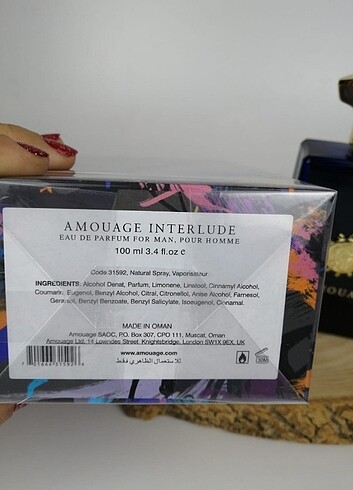 AMOUAGE INTERLUDE
EAU DE PARFUM FOR MAN, POUR HOMME
100 ml 3.4 fl.oz e
Code 31592, Natural Spray, Vaporisateur
INGREDIENTS: Alcohol Denat, Parfum, Limonene, Linalool, Cinnamyl Alcohol,
Coumarin, Eugenol, Benzyl Alcohol, Citral, Citronellol, Anise Alcohol, Farnesol,
Geraniol, Benzyl Benzoate, Benzyl Salicylate, Isoeugenol, Cinnamal.
MADE IN OMAN
Amouage SAOC, P.O. Box 307, CPO 111, Muscat, Oman
Amouage Ltd, 14 Lowndes Street, Knightsbridge, London SW1X 9EX, UK
www.amouage.com
للاستعمال الظاهري فقط